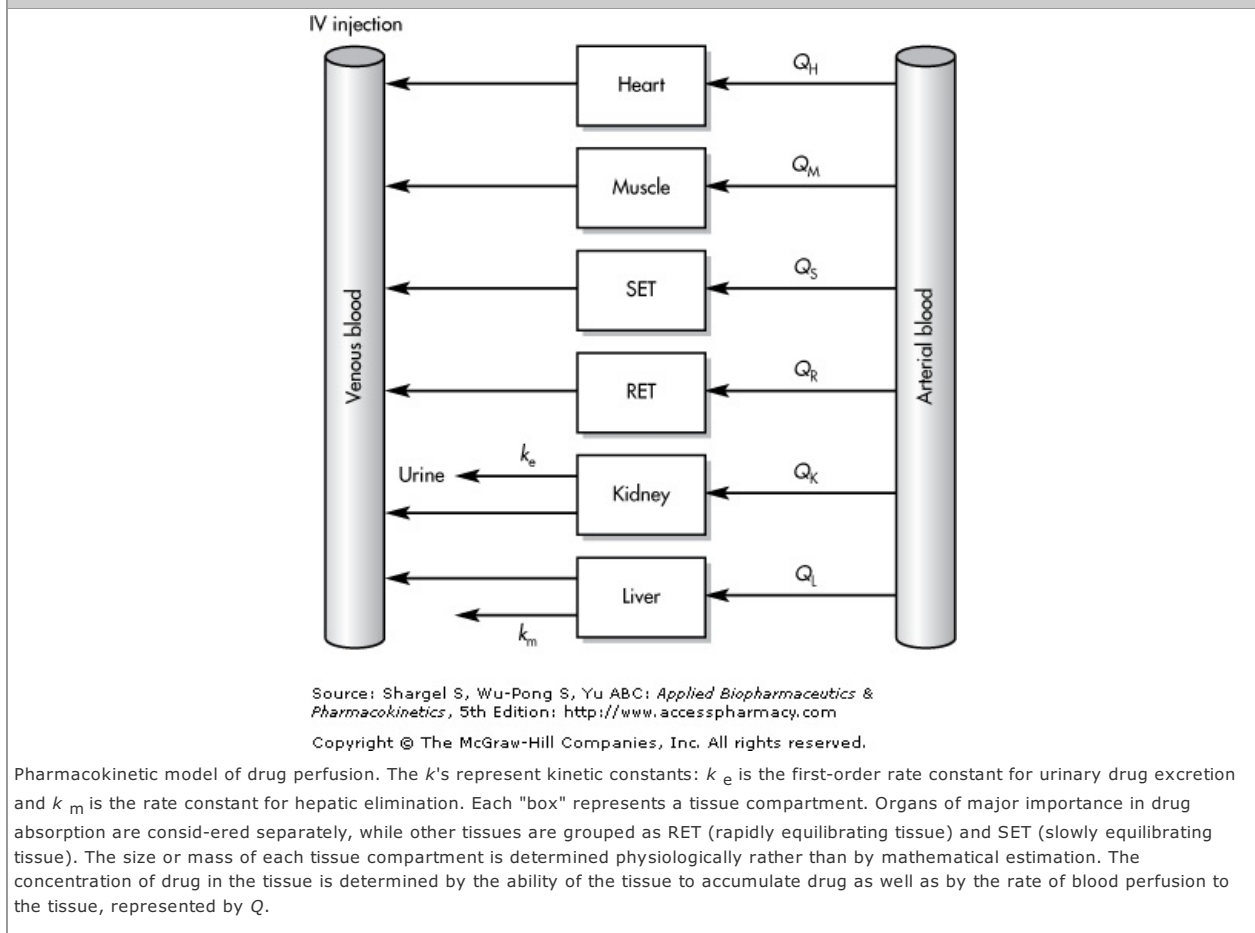 IV injection
Heart
Q_H
Muscle
Q_M
SET
Q_S
Venous blood
Arterial blood
RET
Q_R
Urine
k_e
Kidney
Q_K
Liver
Q_L
k_m
Source: Shargel S, Wu-Pong S, Yu ABC: Applied Biopharmaceutics &
Pharmacokinetics, 5th Edition: http://www.accesspharmacy.com
Copyright © The McGraw-Hill Companies, Inc. All rights reserved.
Pharmacokinetic model of drug perfusion. The k's represent kinetic constants: k e is the first-order rate constant for urinary drug excretion
and k m is the rate constant for hepatic elimination. Each "box" represents a tissue compartment. Organs of major importance in drug
absorption are consid-ered separately, while other tissues are grouped as RET (rapidly equilibrating tissue) and SET (slowly equilibrating
tissue). The size or mass of each tissue compartment is determined physiologically rather than by mathematical estimation. The
concentration of drug in the tissue is determined by the ability of the tissue to accumulate drug as well as by the rate of blood perfusion to
the tissue, represented by Q.